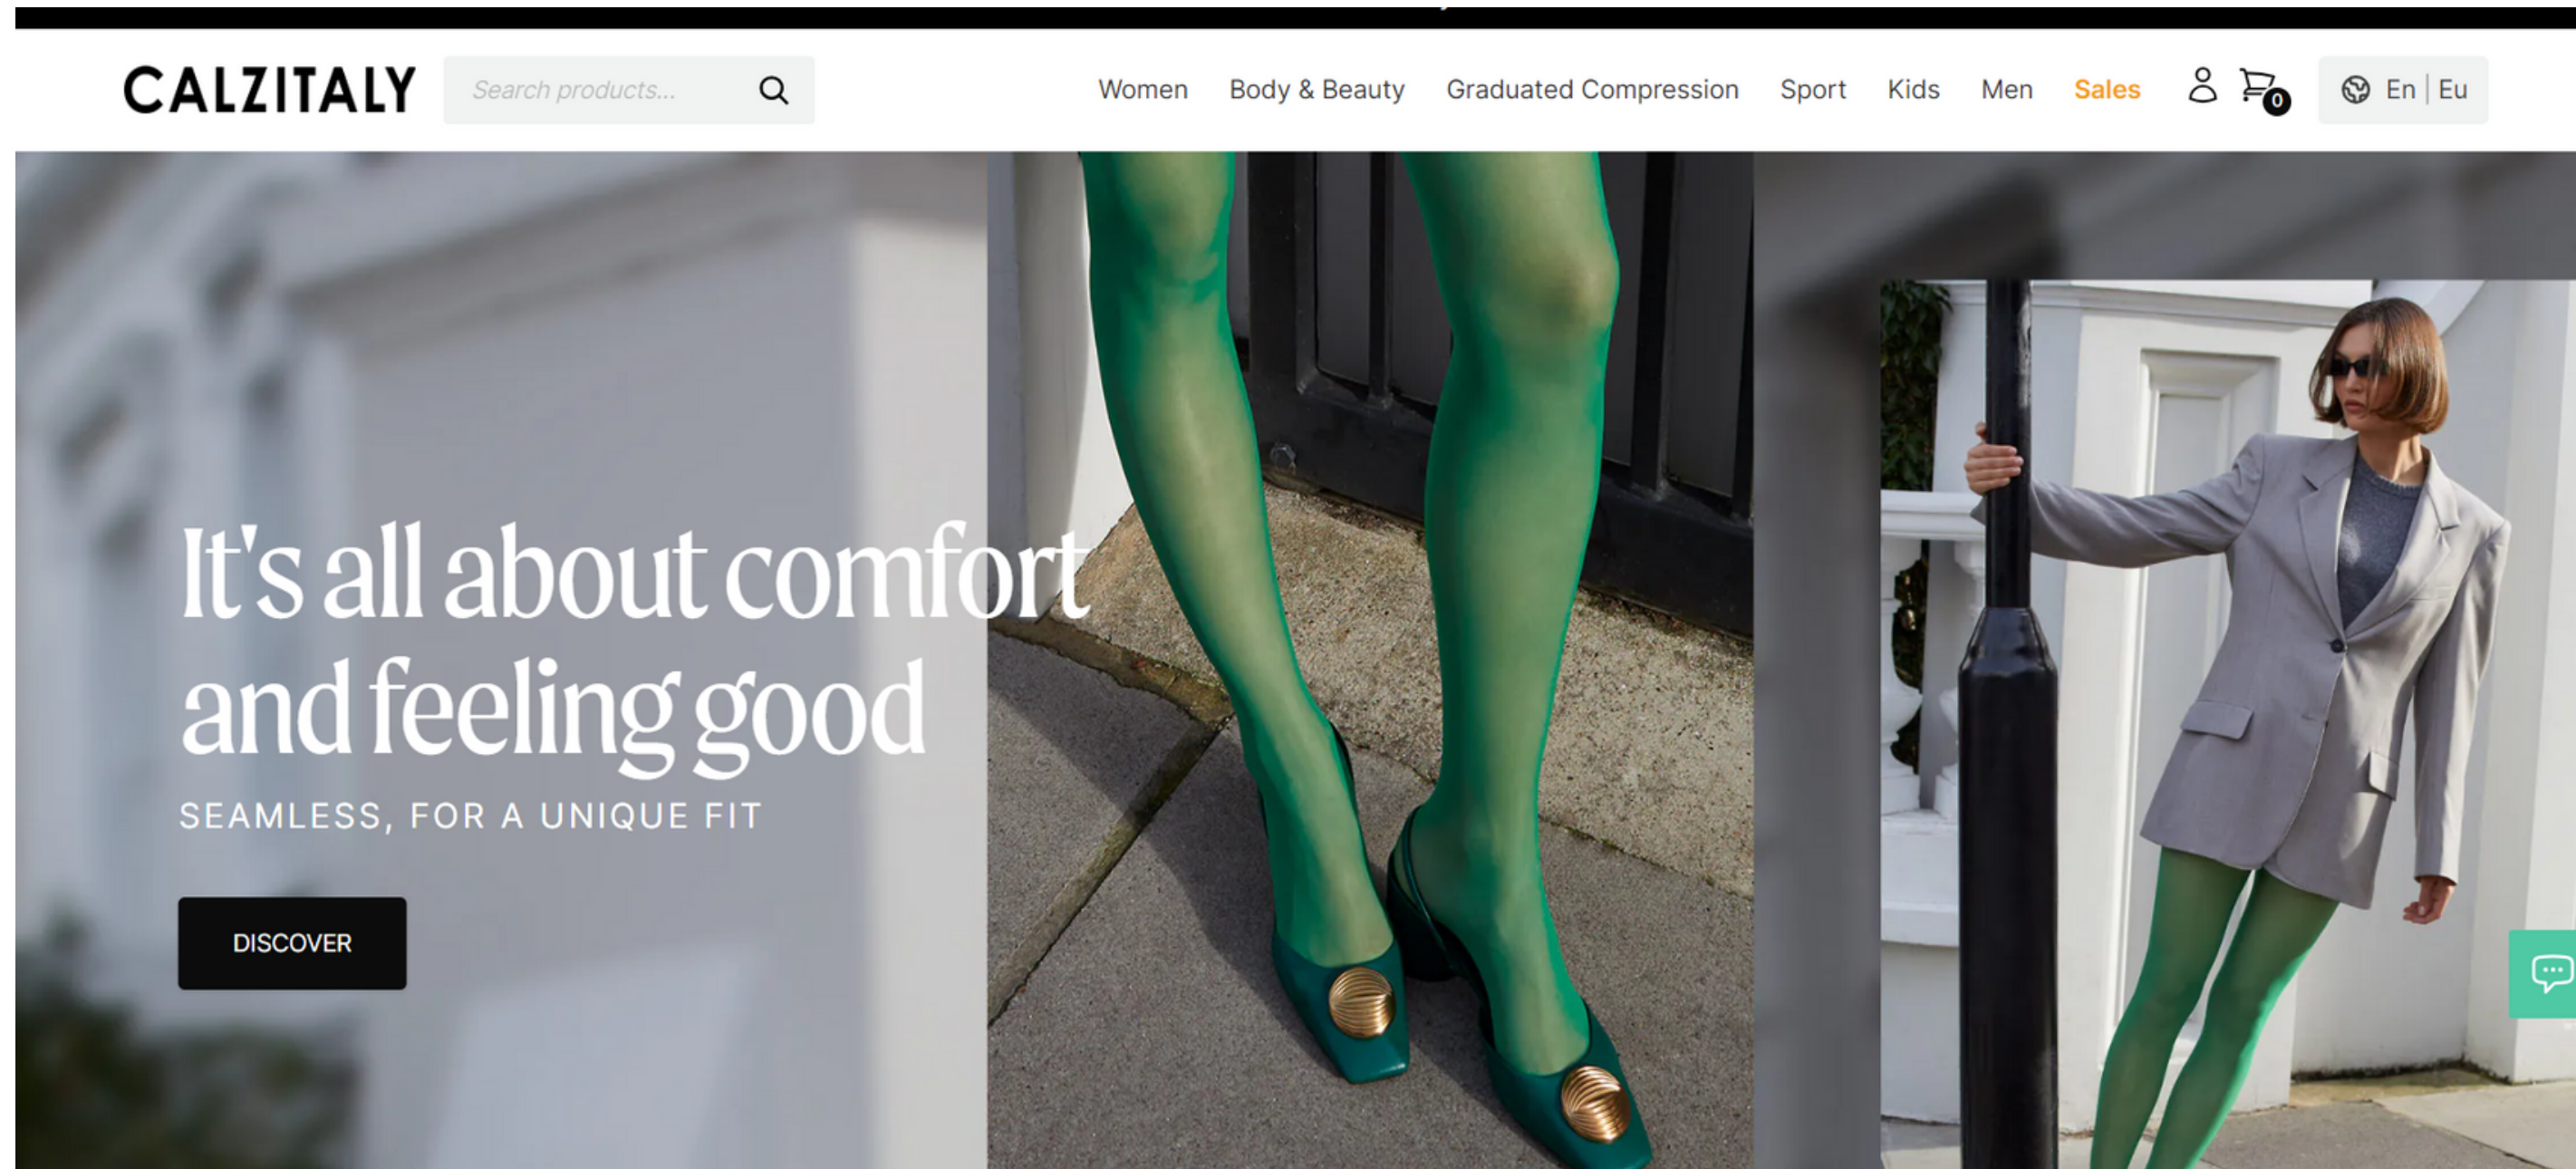 CALZITALY
Search products...
Women Body & Beauty Graduated Compression Sport Kids Men Sales 0 En | Eu
It's all about comfort
and feeling good
SEAMLESS, FOR A UNIQUE FIT
DISCOVER